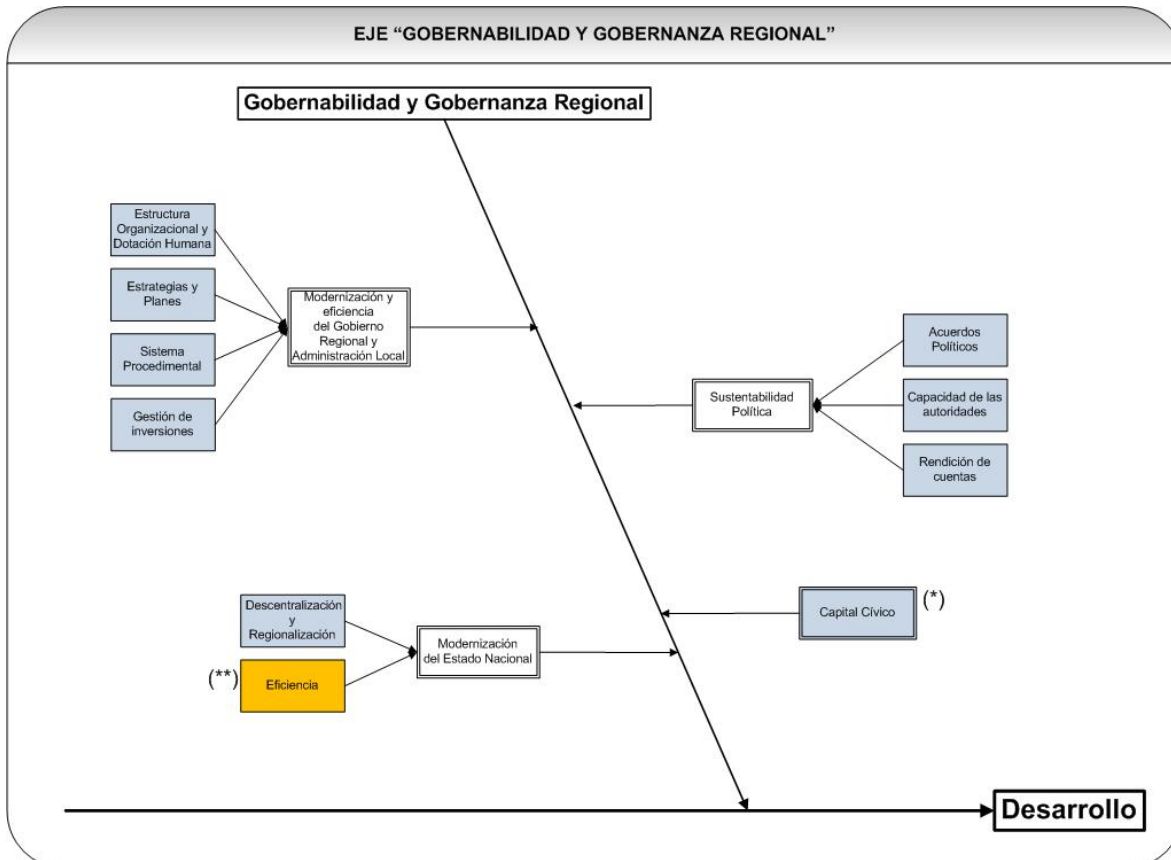 EJE “GOBERNABILIDAD Y GOBERNANZA REGIONAL”
Gobernabilidad y Gobernanza Regional
Estructura
Organizacional y
Dotación Humana
Estrategias y
Planes
Sistema
Procedimental
Gestión de
inversiones
Modernización y
eficiencia
del Gobierno
Regional y
Administración Local
Sustentabilidad
Política
Acuerdos
Políticos
Capacidad de las
autoridades
Rendición de
cuentas
Descentralización
y
Regionalización
(**)
Eficiencia
Modernización
del Estado Nacional
Capital Cívico
(*)
Desarrollo